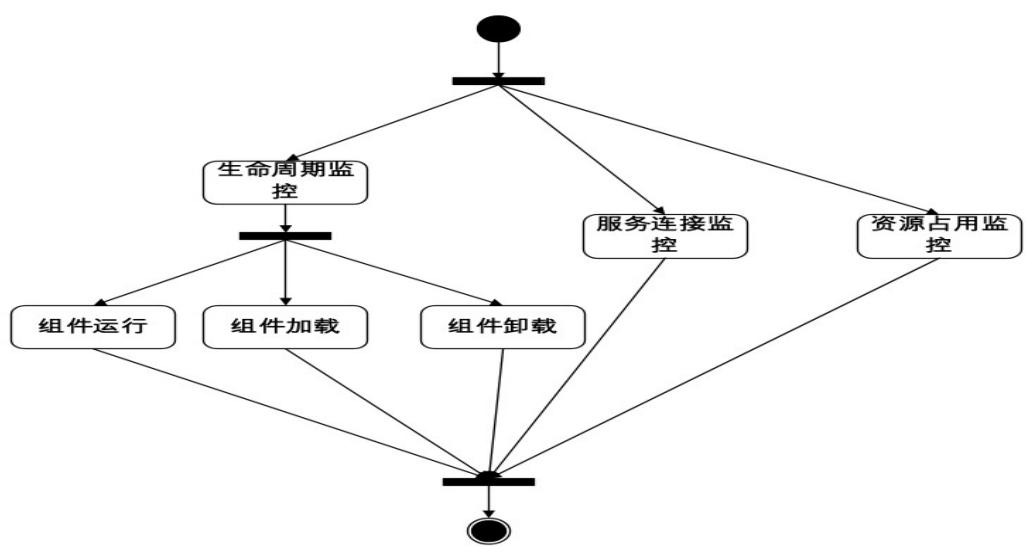 生命周期监
控
服务连接监
控
资源占用监
控
组件运行
组件加载
组件卸载